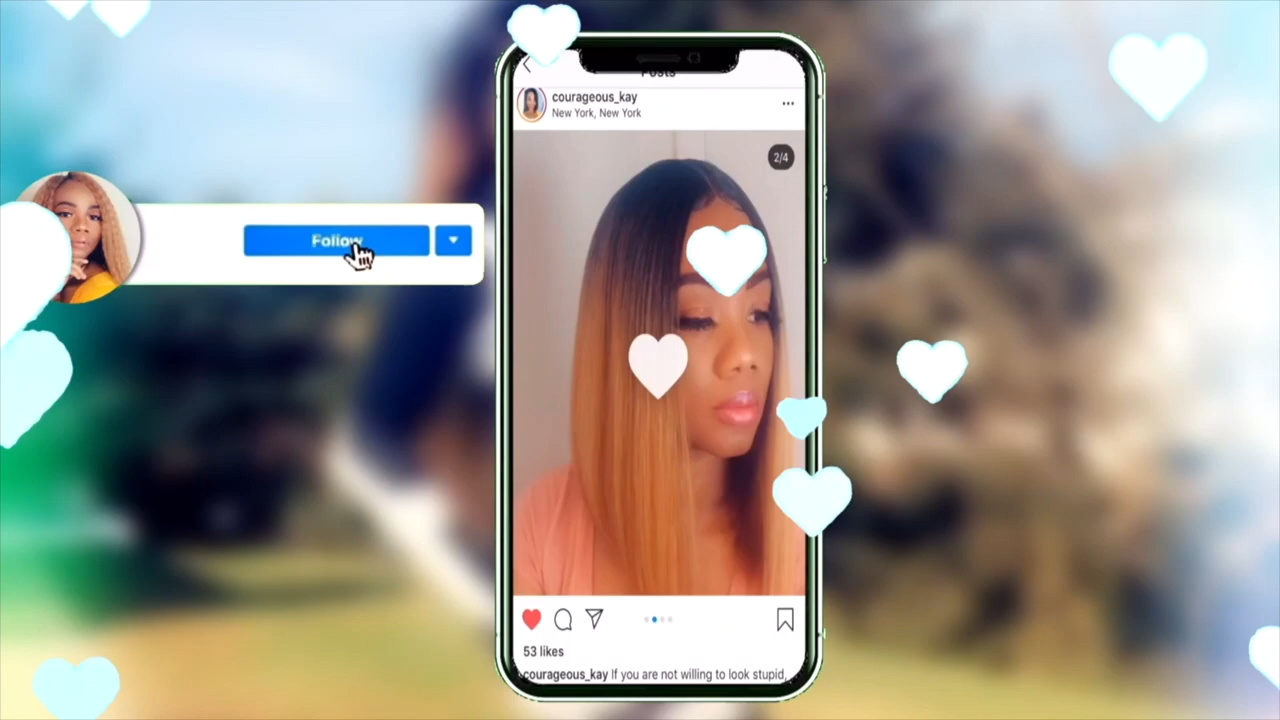 Posts
courageous_kay
New York, New York
2/4
Follow
53 likes
courageous_kay If you are not willing to look stupid,